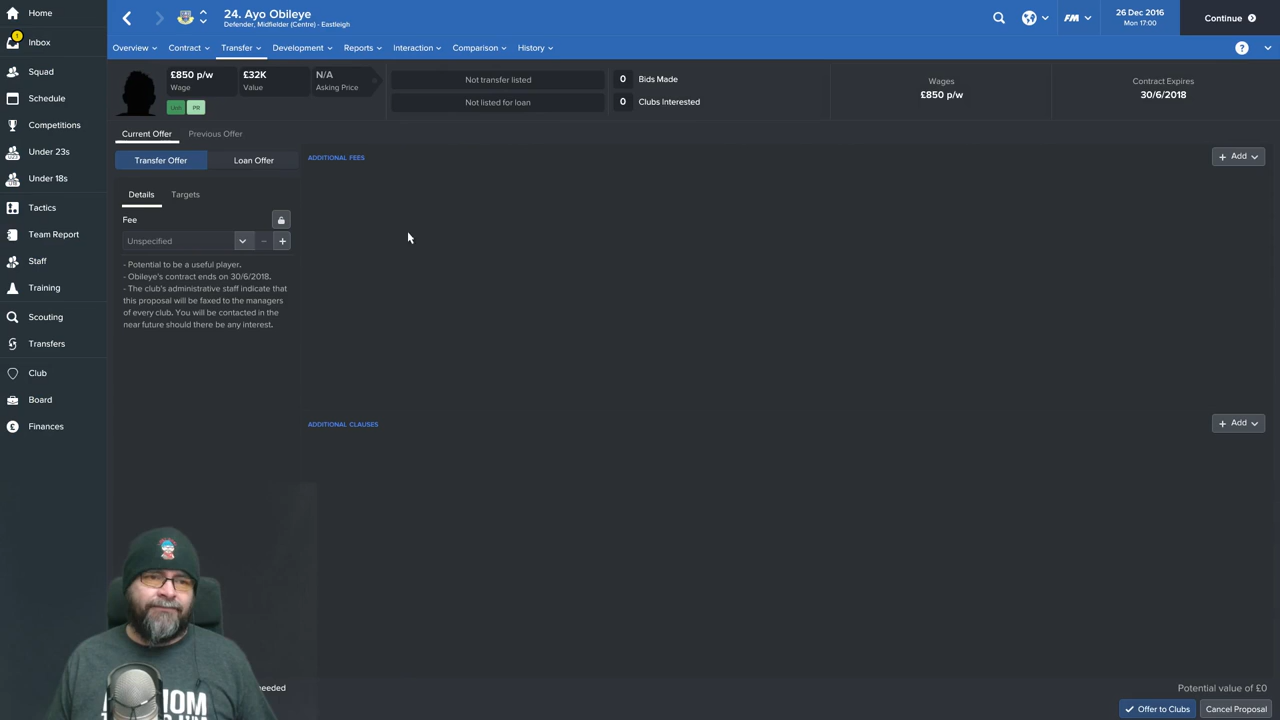 Home
Inbox
1
Squad
Schedule
Competitions
Under 23s
Under 18s
Tactics
Team Report
Staff
Training
Scouting
Transfers
Club
Board
Finances
24. Ayo Obileye
Defender, Midfielder (Centre) - Eastleigh
FM
26 Dec 2016
Mon 17:00
Continue
Overview
Contract
Transfer
Development
Reports
Interaction
Comparison
History
?
£850 p/w
Wage
£32K
Value
N/A
Asking Price
Unh
PR
Not transfer listed
Not listed for loan
0 Bids Made
0 Clubs Interested
Wages
£850 p/w
Contract Expires
30/6/2018
Current Offer
Previous Offer
Transfer Offer
Loan Offer
Details
Targets
Fee
Unspecified
- Potential to be a useful player.
- Obileye's contract ends on 30/6/2018.
- The club's administrative staff indicate that
this proposal will be faxed to the managers
of every club. You will be contacted in the
near future should there be any interest.
ADDITIONAL FEES
+ Add
ADDITIONAL CLAUSES
+ Add
Potential value of £0
Offer to Clubs
Cancel Proposal